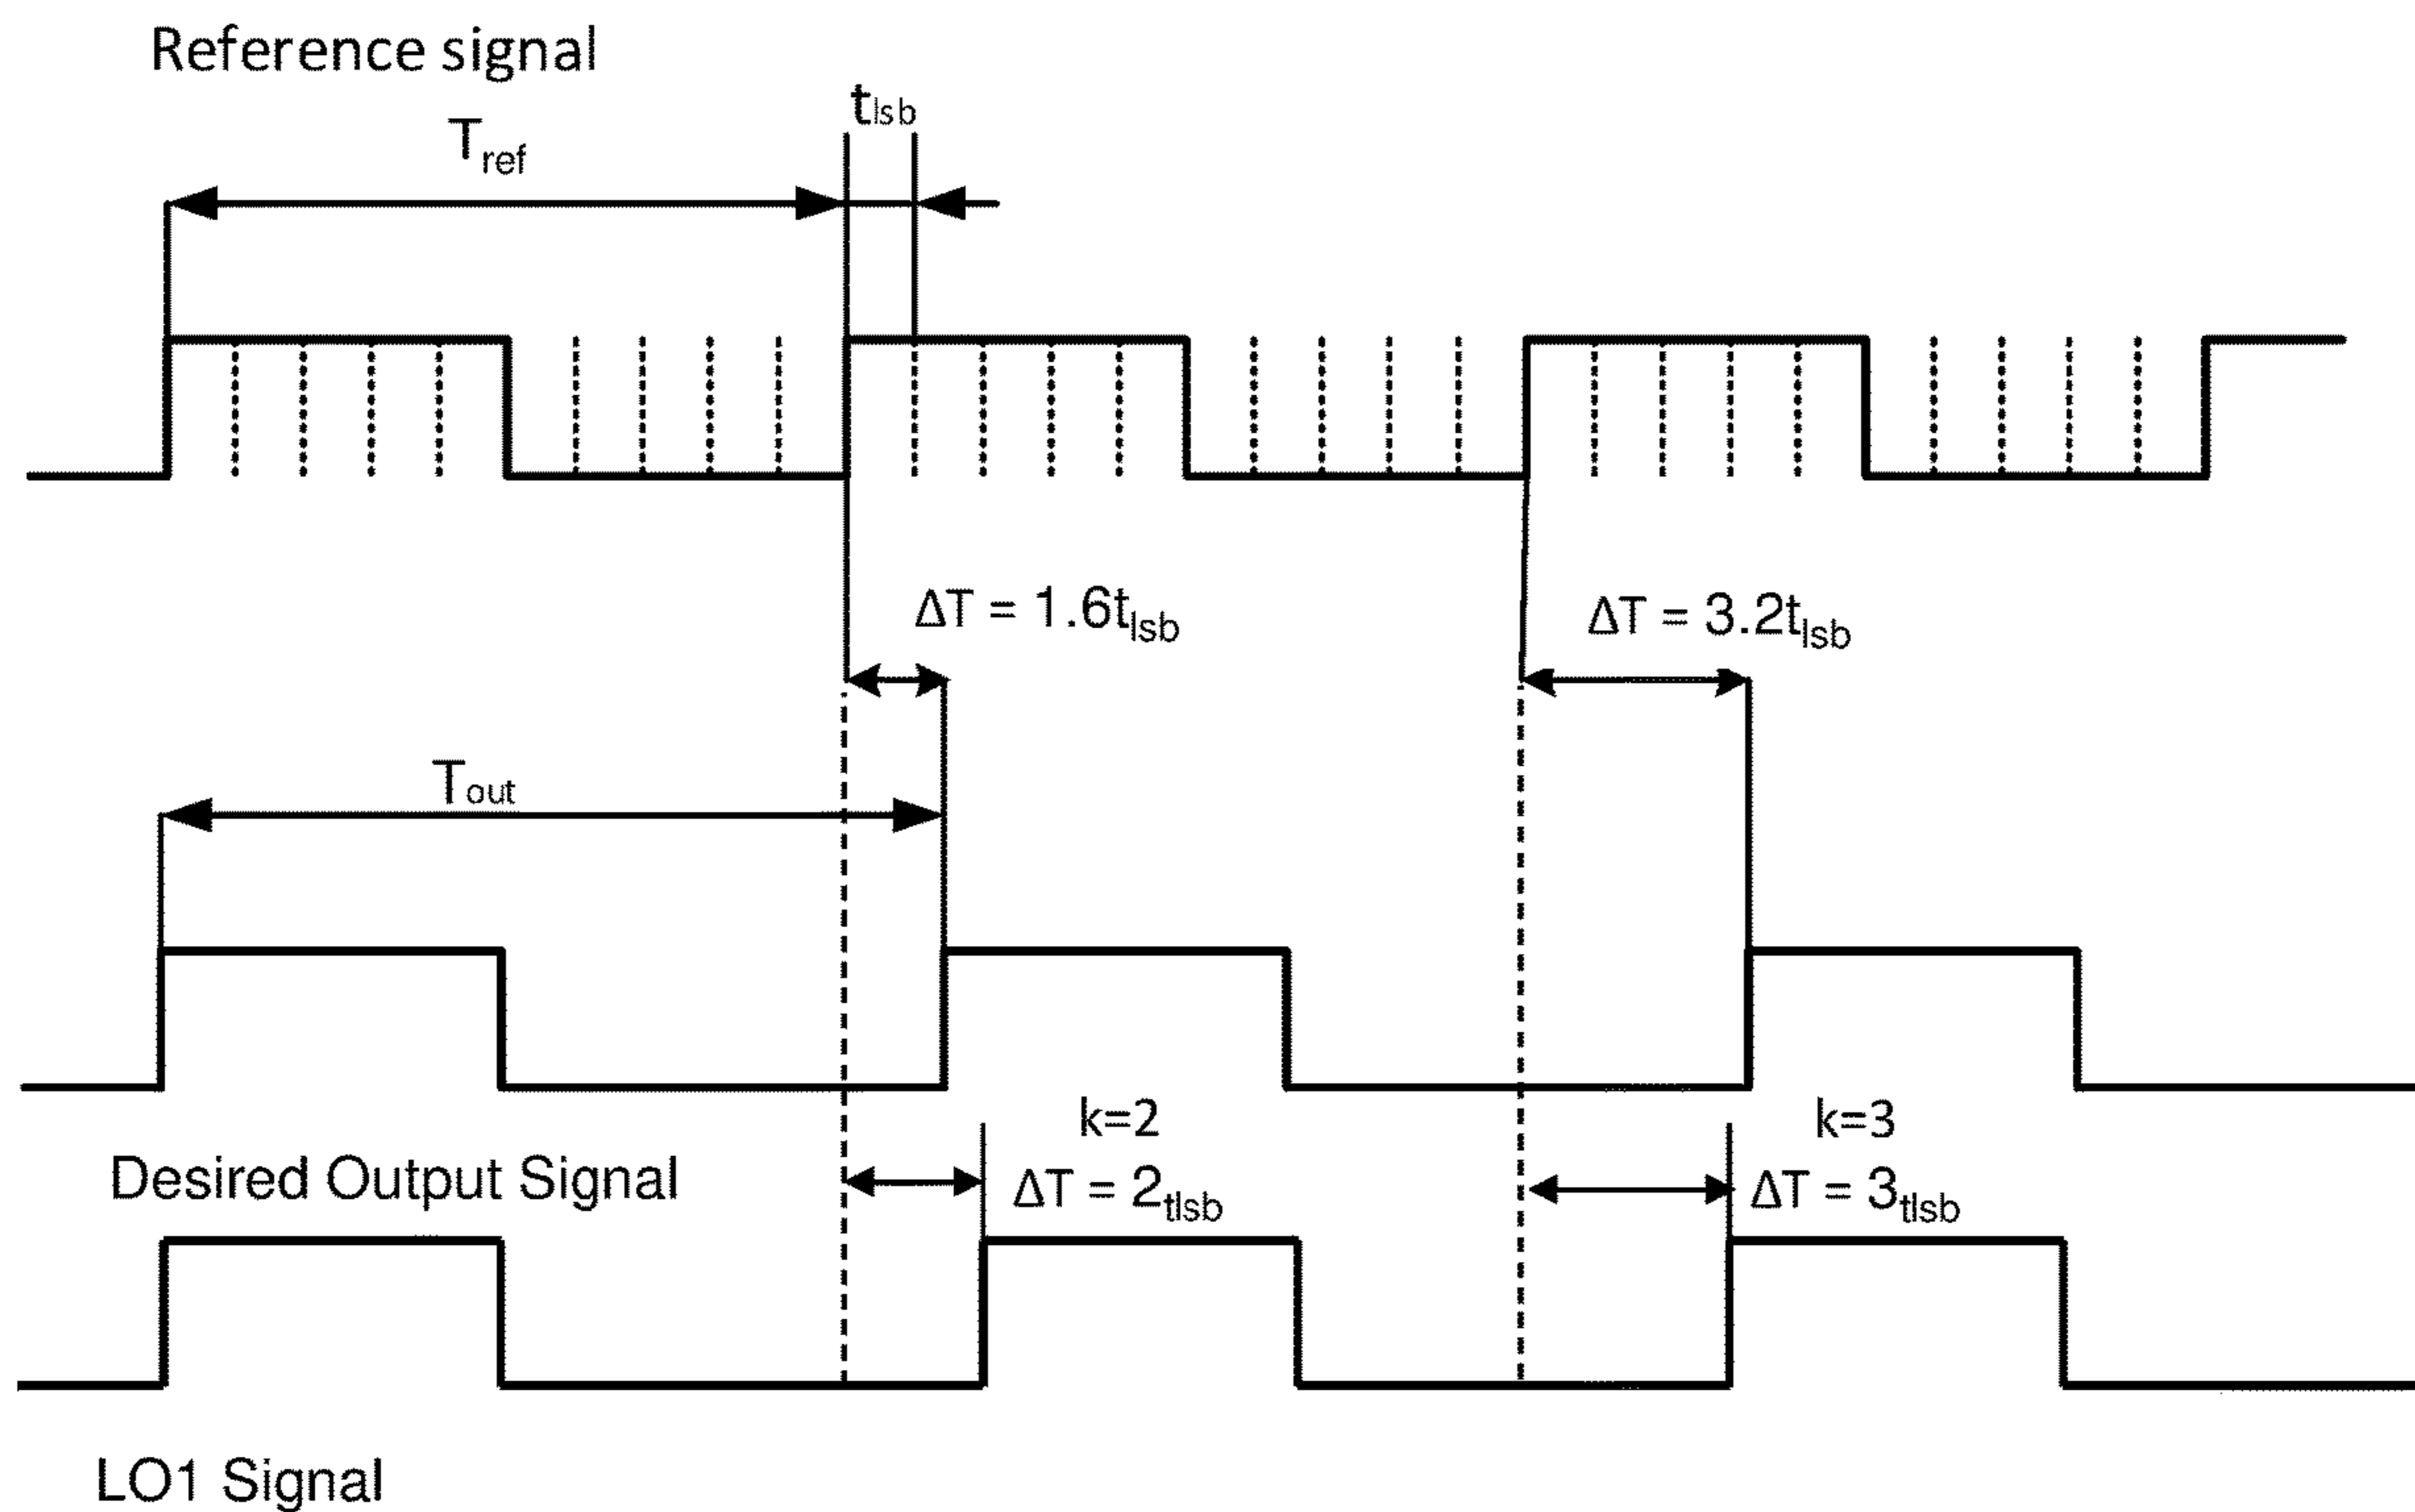 Reference signal
tlsb
Tref
ΔT = 1.6tlsb
ΔT = 3.2tlsb
Tout
k=2
k=3
Desired Output Signal
ΔT = 2tlsb
ΔT = 3tlsb
LO1 Signal